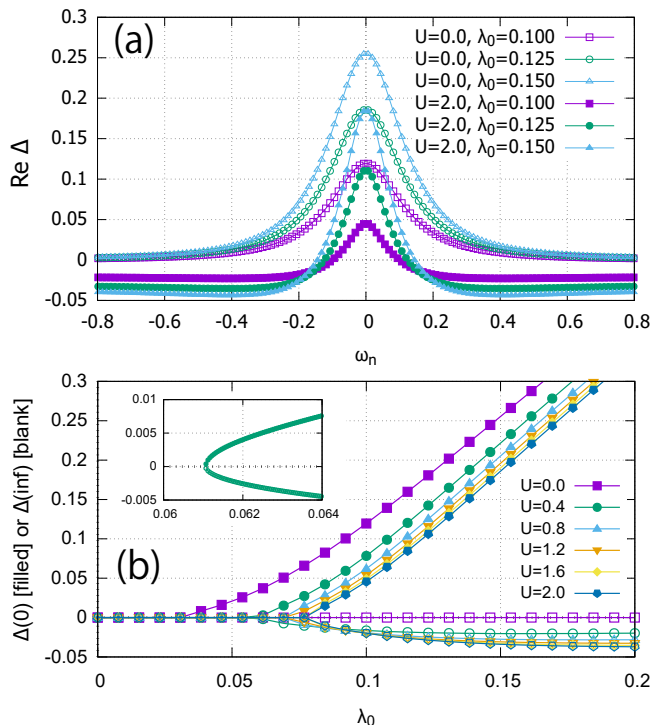 (a)
U=0.0, λ0=0.100
U=0.0, λ0=0.125
U=0.0, λ0=0.150
U=2.0, λ0=0.100
U=2.0, λ0=0.125
U=2.0, λ0=0.150
Re Δ
0.3
0.25
0.2
0.15
0.1
0.05
0
-0.05
-0.8 -0.6 -0.4 -0.2 0 0.2 0.4 0.6 0.8
ωn
(b)
Δ(0) [filled] or Δ(inf) [blank]
0.3
0.25
0.2
0.15
0.1
0.05
0
-0.05
0.01
0.005
0
-0.005
0.06 0.062 0.064
U=0.0
U=0.4
U=0.8
U=1.2
U=1.6
U=2.0
0 0.05 0.1 0.15 0.2
λ0